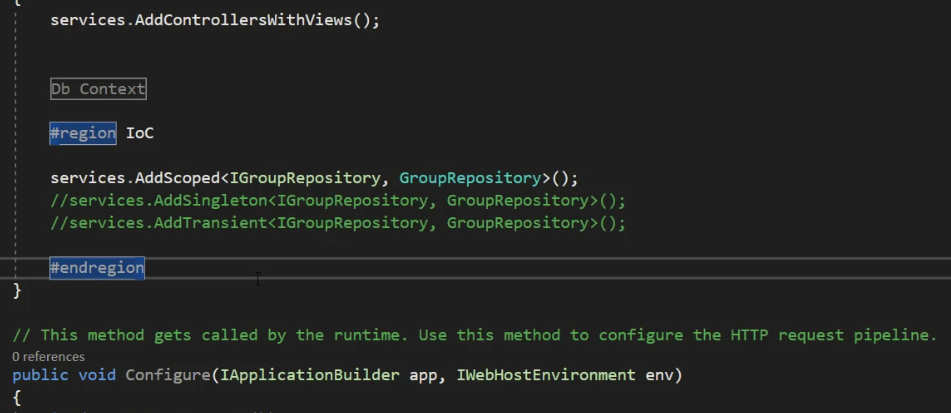 {
services.AddControllersWithViews();
Db Context
#region IoC
services.AddScoped<IGroupRepository, GroupRepository>();
//services.AddSingleton<IGroupRepository, GroupRepository>();
//services.AddTransient<IGroupRepository, GroupRepository>();
#endregion
}
// This method gets called by the runtime. Use this method to configure the HTTP request pipeline.
0 references
public void Configure(IApplicationBuilder app, IWebHostEnvironment env)
{